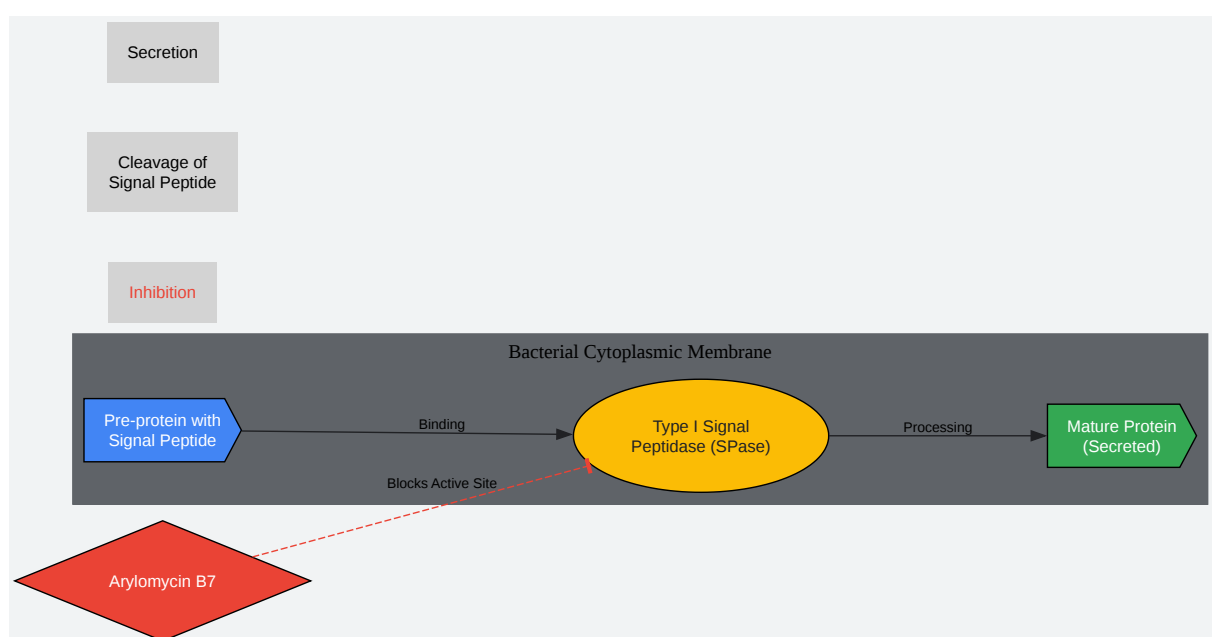 Secretion
Cleavage of
Signal Peptide
Inhibition
Bacterial Cytoplasmic Membrane
Pre-protein with
Signal Peptide
Binding
Type I Signal
Peptidase (SPase)
Processing
Mature Protein
(Secreted)
Blocks Active Site
Arylomycin B7